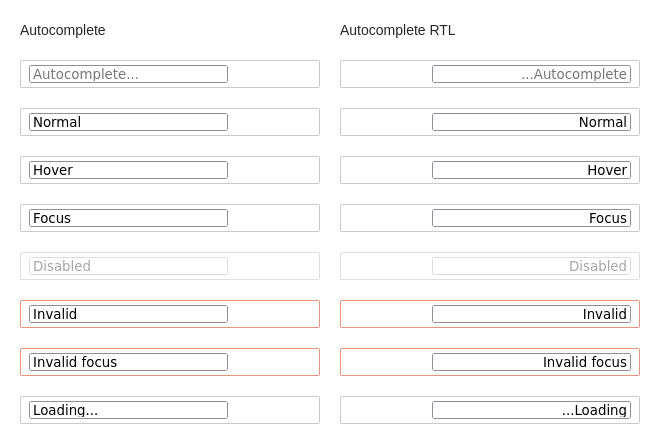 Autocomplete
Autocomplete RTL
Autocomplete...
...Autocomplete
Normal
Normal
Hover
Hover
Focus
Focus
Disabled
Disabled
Invalid
Invalid
Invalid focus
Invalid focus
Loading...
...Loading